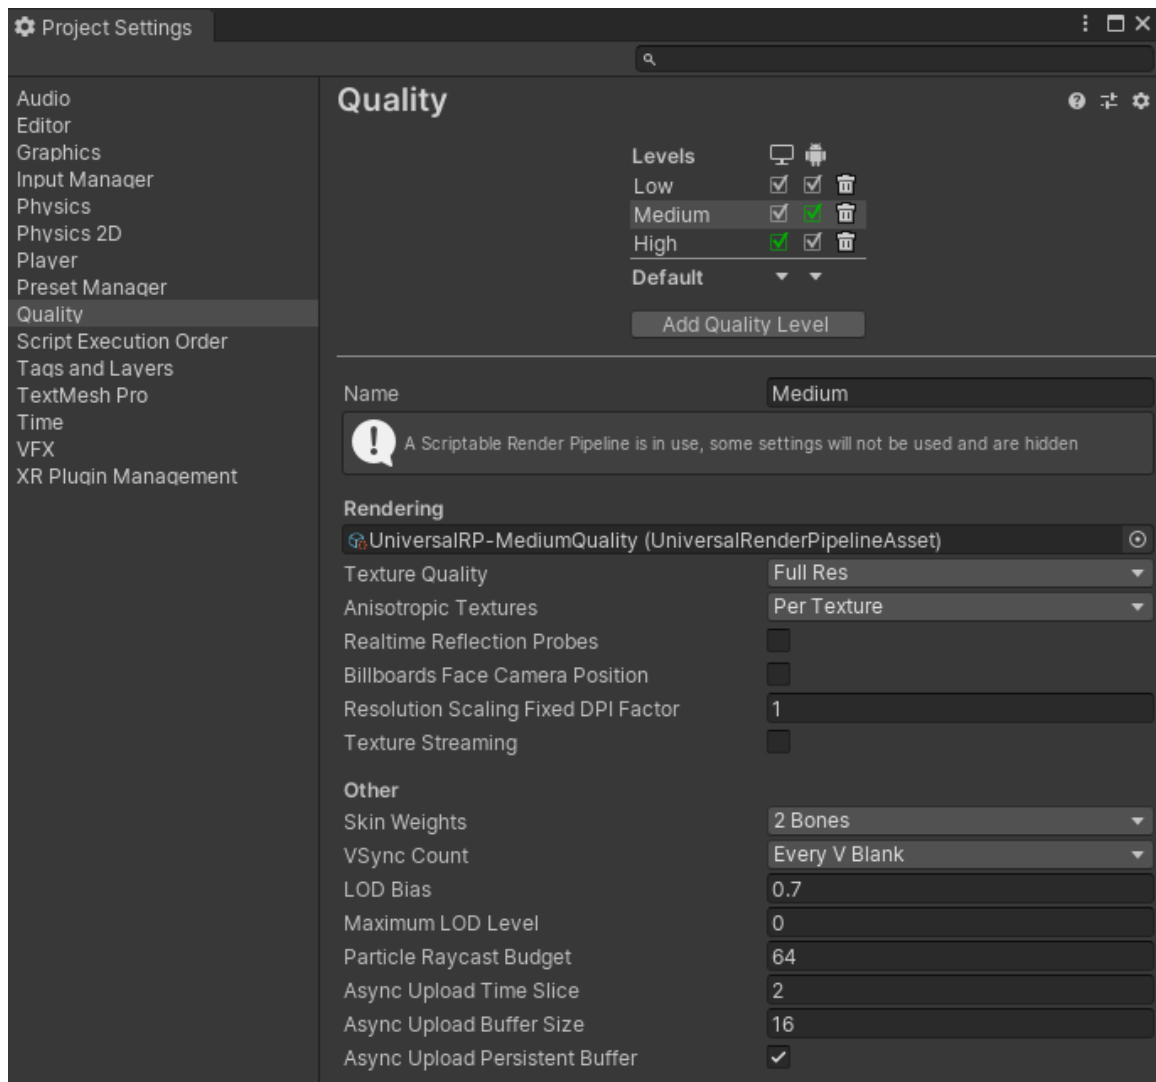 Project Settings
Audio
Editor
Graphics
Input Manager
Physics
Physics 2D
Player
Preset Manager
Quality
Script Execution Order
Tags and Layers
TextMesh Pro
Time
VFX
XR Plugin Management
Quality
Levels
Low
Medium
High
Default
Add Quality Level
Name Medium
A Scriptable Render Pipeline is in use, some settings will not be used and are hidden
Rendering
UniversalRP-MediumQuality (UniversalRenderPipelineAsset)
Texture Quality Full Res
Anisotropic Textures Per Texture
Realtime Reflection Probes
Billboards Face Camera Position
Resolution Scaling Fixed DPI Factor 1
Texture Streaming
Other
Skin Weights 2 Bones
VSync Count Every V Blank
LOD Bias 0.7
Maximum LOD Level 0
Particle Raycast Budget 64
Async Upload Time Slice 2
Async Upload Buffer Size 16
Async Upload Persistent Buffer